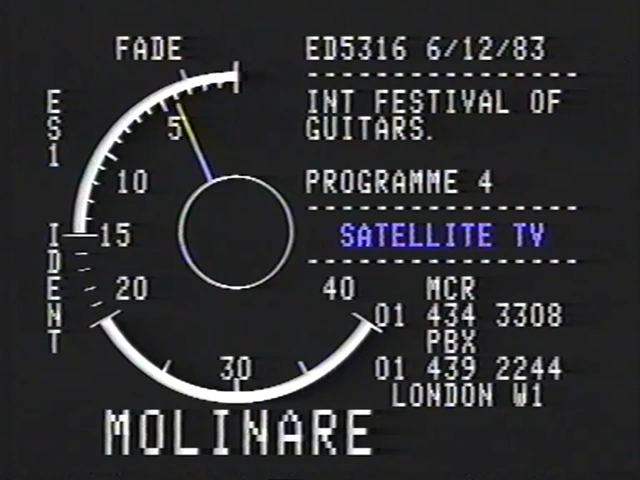 FADE
ED5316 6/12/83
INT FESTIVAL OF
GUITARS.
PROGRAMME 4
SATELLITE TV
MCR
01 434 3308
PBX
01 439 2244
LONDON W1
ES1
IDENT
5
10
15
20
30
40
MOLINARE